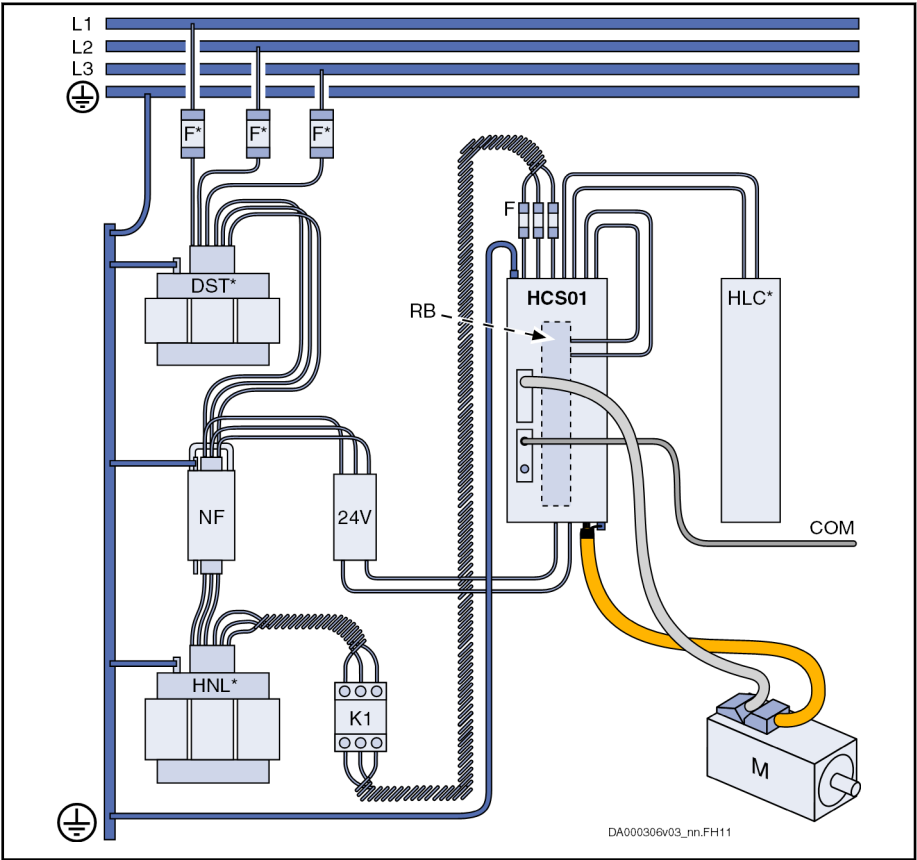 L1
L2
L3
F*
F*
F*
F
DST*
HCS01
HLC*
RB
NF
24V
COM
HNL*
K1
M
DA000306v03_nn.FH11